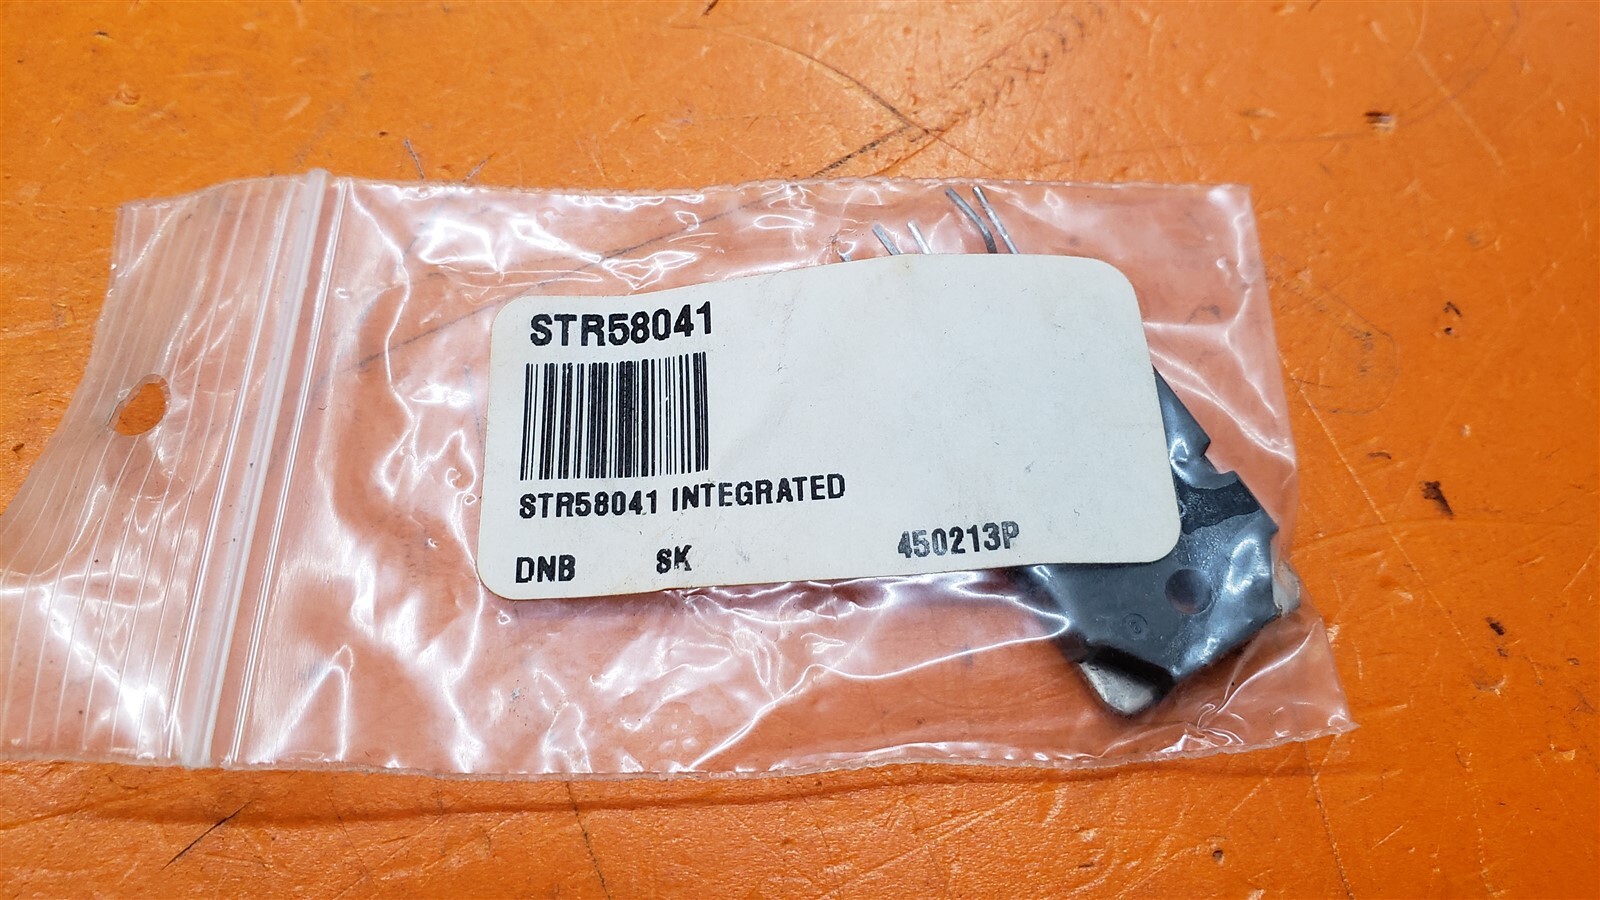 STR58041
STR58041 INTEGRATED
DNB SK 450213P